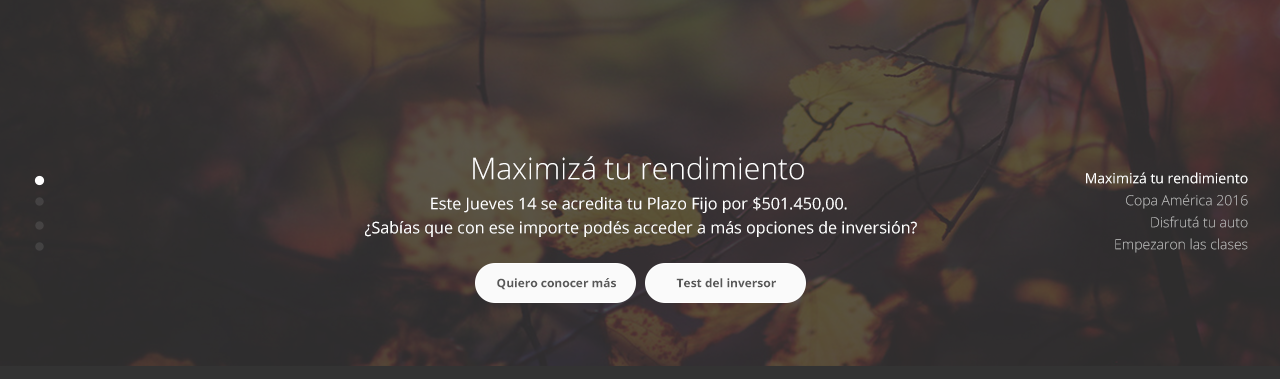 Maximizá tu rendimiento
Este Jueves 14 se acredita tu Plazo Fijo por $501.450,00.
¿Sabías que con ese importe podés acceder a más opciones de inversión?
Quiero conocer más
Test del inversor
Maximizá tu rendimiento
Copa América 2016
Disfrutá tu auto
Empezaron las clases